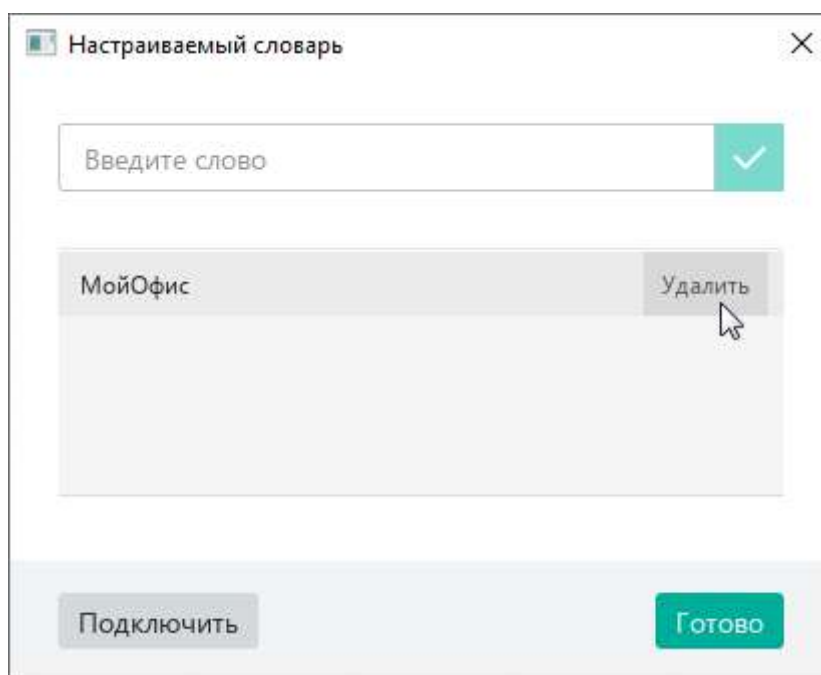 Настраиваемый словарь
Введите слово
МойОфис Удалить
Подключить Готово